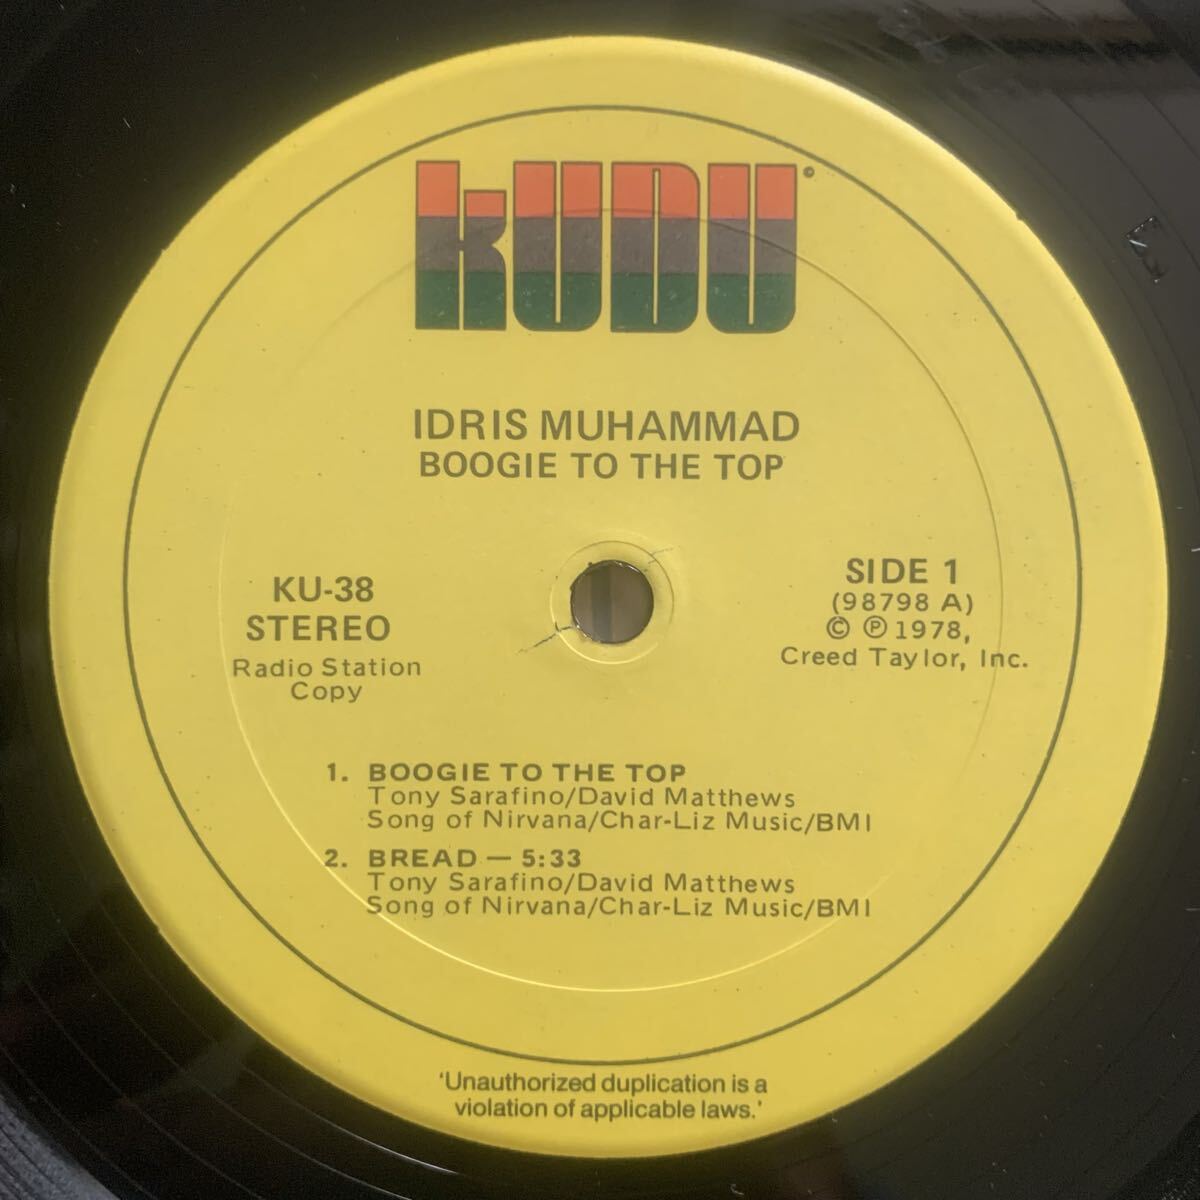 kUDU©
IDRIS MUHAMMAD
BOOGIE TO THE TOP
KU-38
STEREO
Radio Station
Copy
SIDE 1
(98798 A)
© ℗ 1978,
Creed Taylor, Inc.
1. BOOGIE TO THE TOP
Tony Sarafino/David Matthews
Song of Nirvana/Char-Liz Music/BMI
2. BREAD — 5:33
Tony Sarafino/David Matthews
Song of Nirvana/Char-Liz Music/BMI
'Unauthorized duplication is a
violation of applicable laws.'